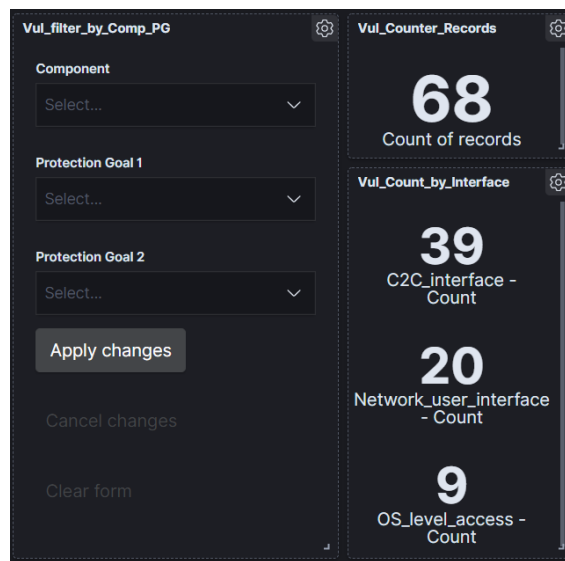 Vul_filter_by_Comp_PG
Component
Select...
Protection Goal 1
Select...
Protection Goal 2
Select...
Apply changes
Cancel changes
Clear form
Vul_Counter_Records
68
Count of records
Vul_Count_by_Interface
39
C2C_interface -
Count
20
Network_user_interface
- Count
9
OS_level_access -
Count